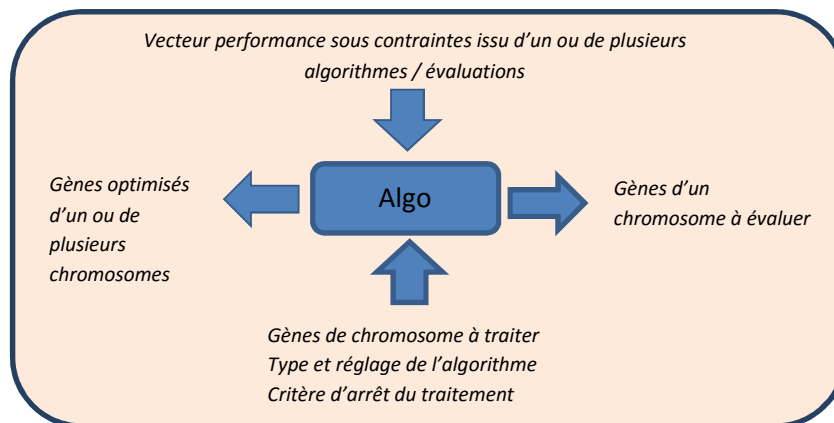 Vecteur performance sous contraintes issu d’un ou de plusieurs
algorithmes / évaluations
Gènes optimisés
d’un ou de
plusieurs
chromosomes
Algo
Gènes d’un
chromosome à évaluer
Gènes de chromosome à traiter
Type et réglage de l’algorithme
Critère d’arrêt du traitement